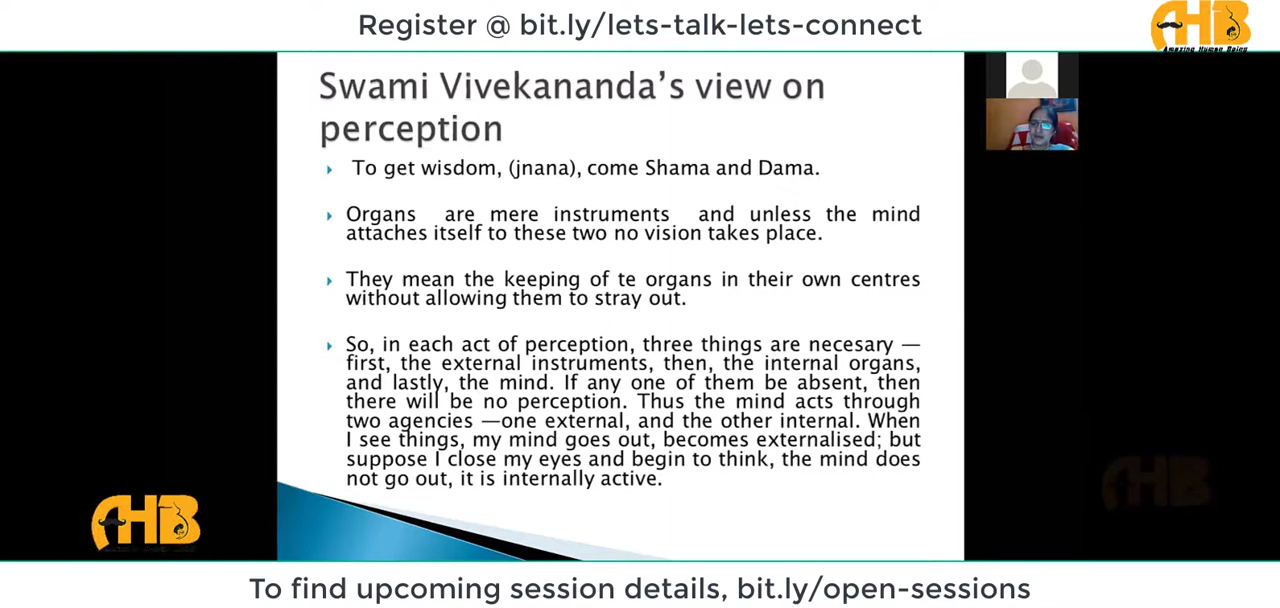 Register @ bit.ly/lets-talk-lets-connect
AHB
Amazing Human Being
Swami Vivekananda's view on
perception
To get wisdom, (jnana), come Shama and Dama.
Organs are mere instruments and unless the mind
attaches itself to these two no vision takes place.
They mean the keeping of te organs in their own centres
without allowing them to stray out.
So, in each act of perception, three things are necesary —
first, the external instruments, then, the internal organs,
and lastly, the mind. If any one of them be absent, then
there will be no perception. Thus the mind acts through
two agencies —one external, and the other internal. When
I see things, my mind goes out, becomes externalised; but
suppose I close my eyes and begin to think, the mind does
not go out, it is internally active.
AHB
AHB
To find upcoming session details, bit.ly/open-sessions